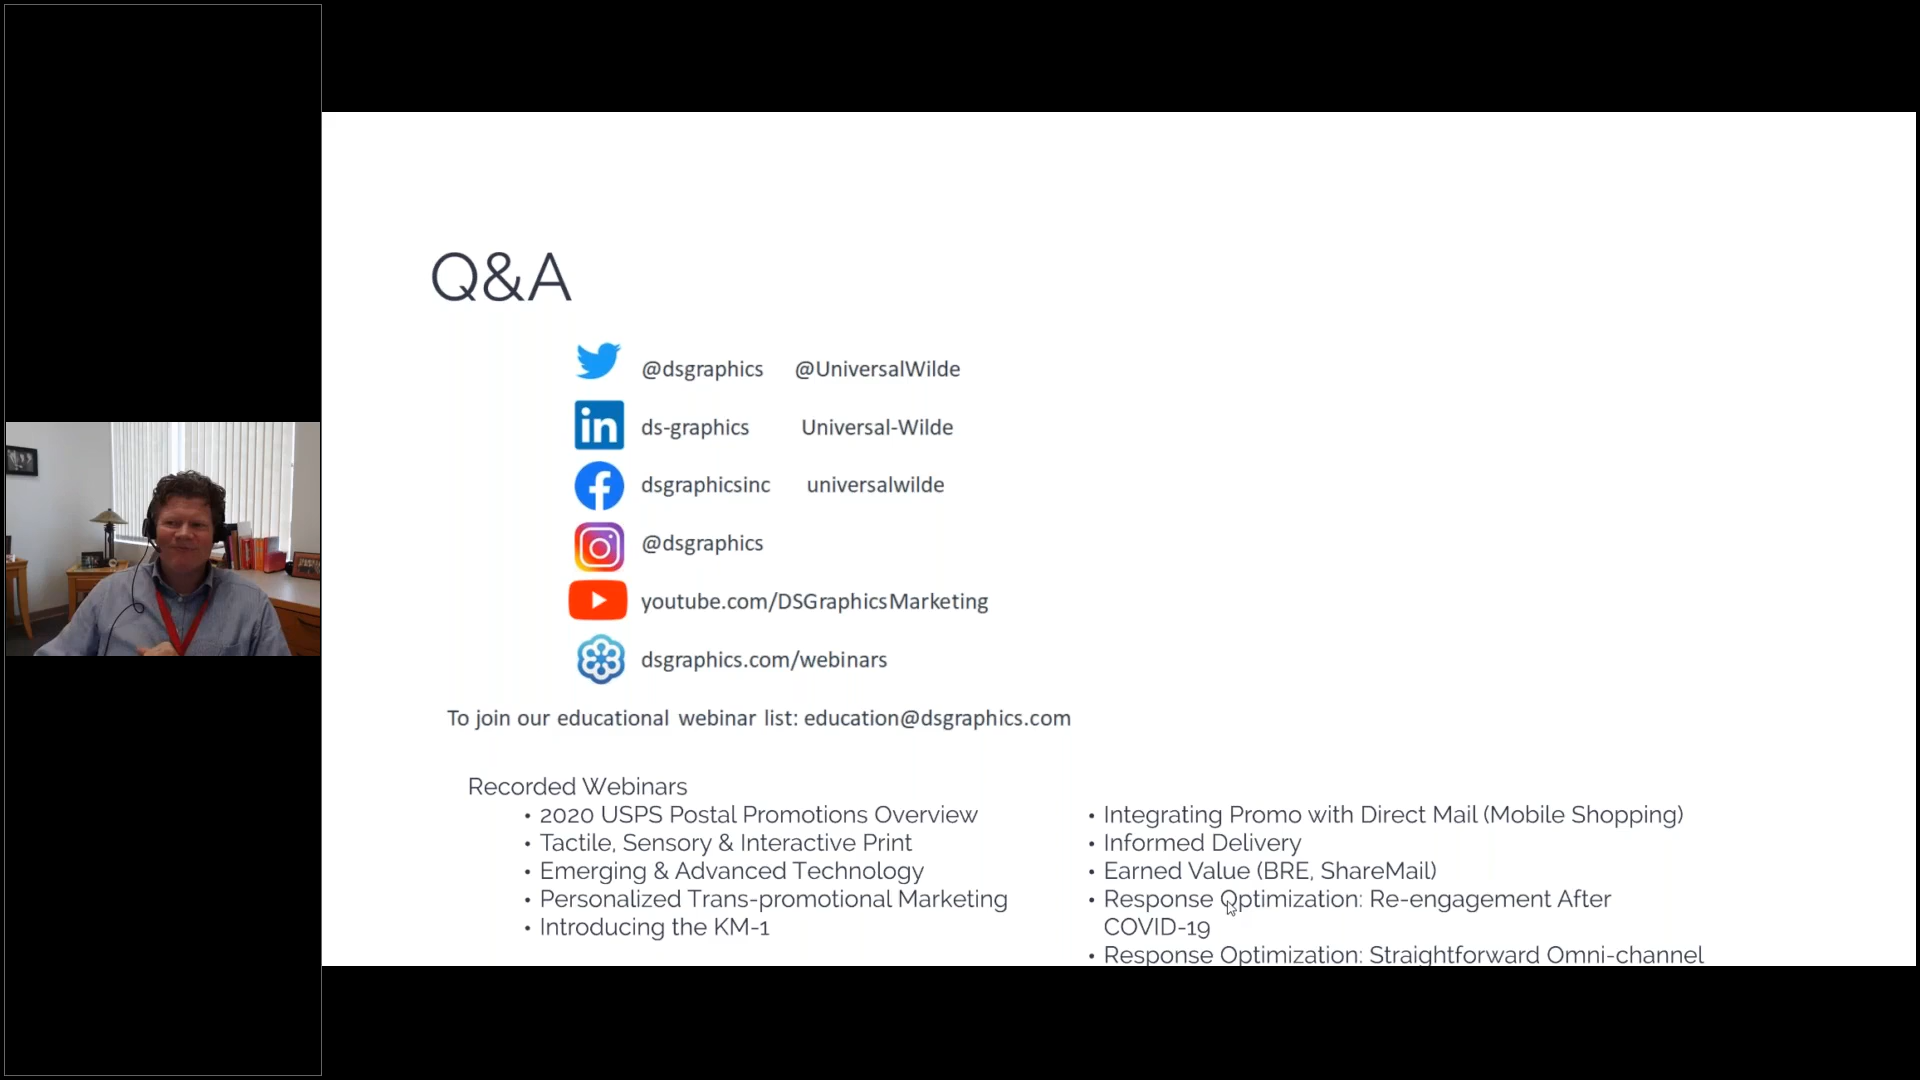 Q&A
@dsgraphics @UniversalWilde
in ds-graphics Universal-Wilde
dsgraphicsinc universalwilde
@dsgraphics
youtube.com/DSGraphicsMarketing
dsgraphics.com/webinars
To join our educational webinar list: education@dsgraphics.com
Recorded Webinars
• 2020 USPS Postal Promotions Overview
• Tactile, Sensory & Interactive Print
• Emerging & Advanced Technology
• Personalized Trans-promotional Marketing
• Introducing the KM-1
• Integrating Promo with Direct Mail (Mobile Shopping)
• Informed Delivery
• Earned Value (BRE, ShareMail)
• Response Optimization: Re-engagement After
COVID-19
• Response Optimization: Straightforward Omni-channel